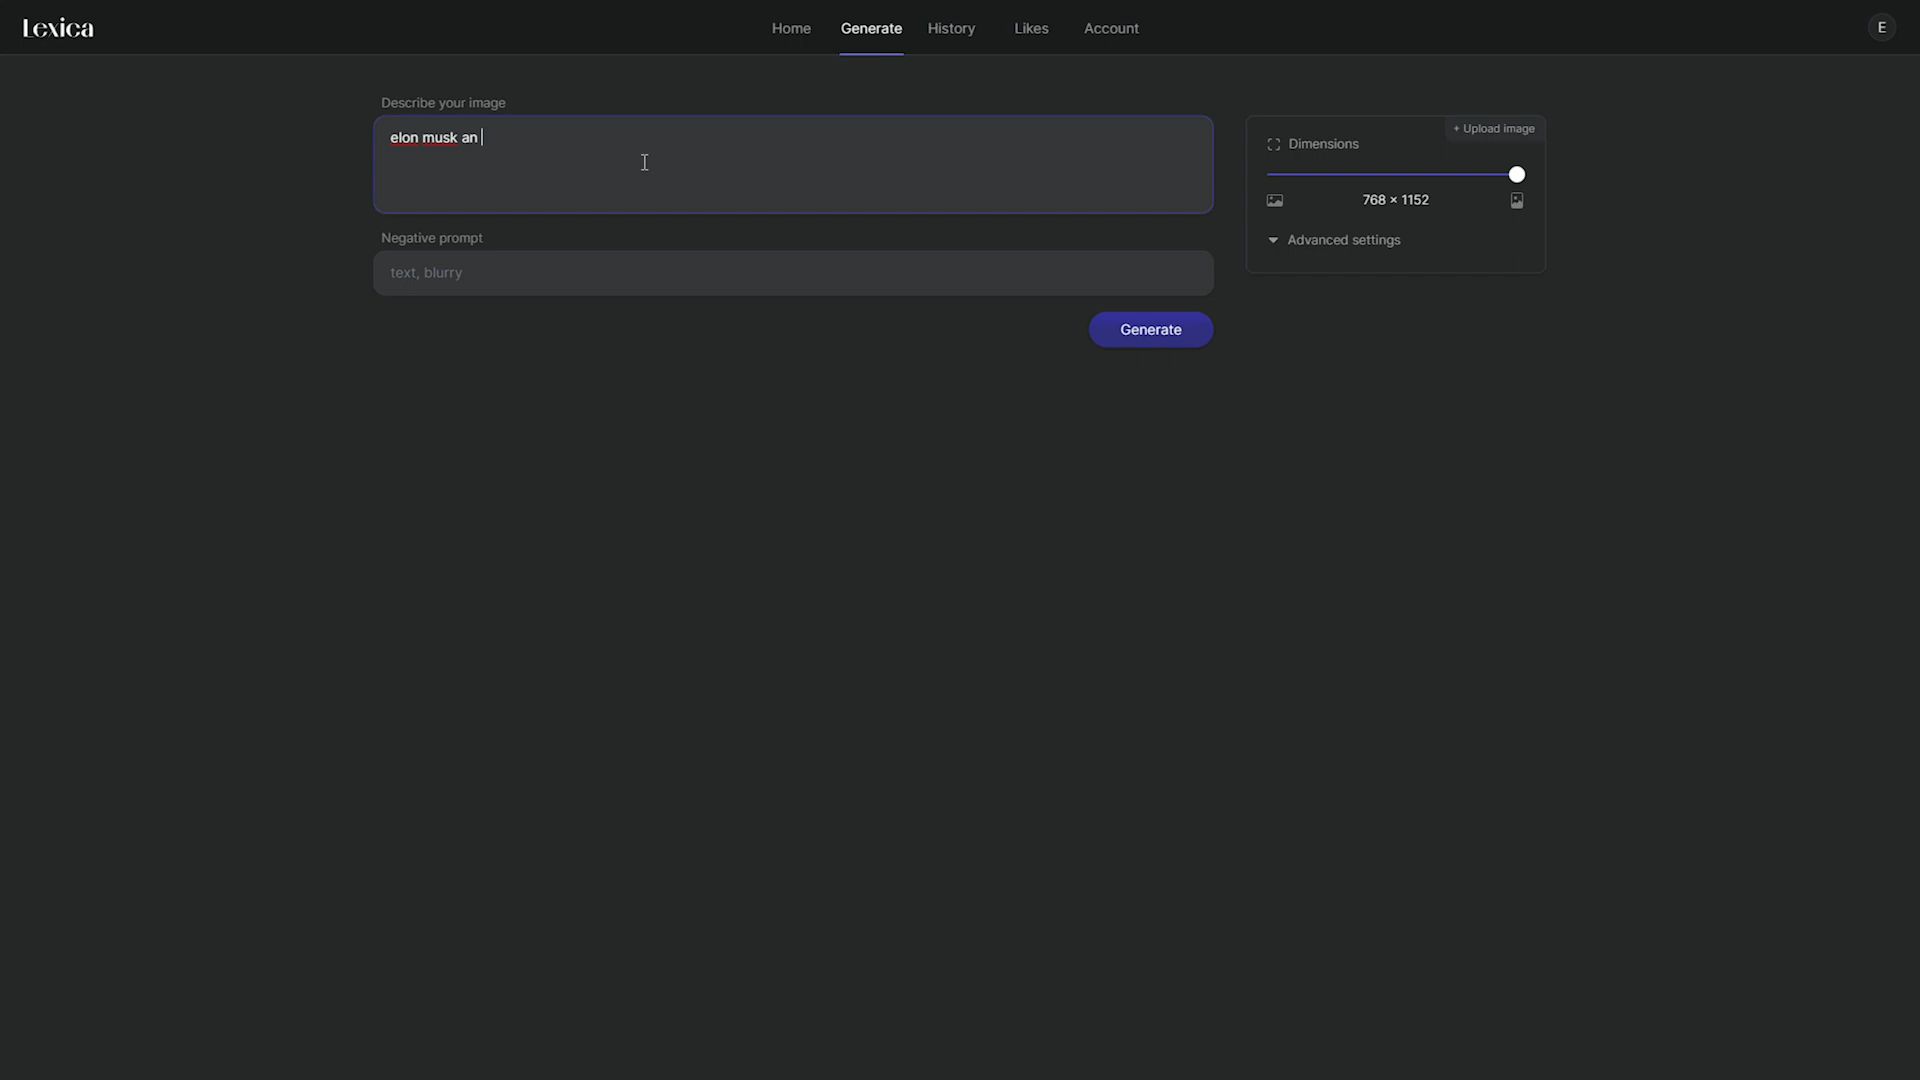 Lexica
Home
Generate
History
Likes
Account
E
Describe your image
elon musk an
+ Upload image
Dimensions
768 × 1152
Advanced settings
Negative prompt
text, blurry
Generate